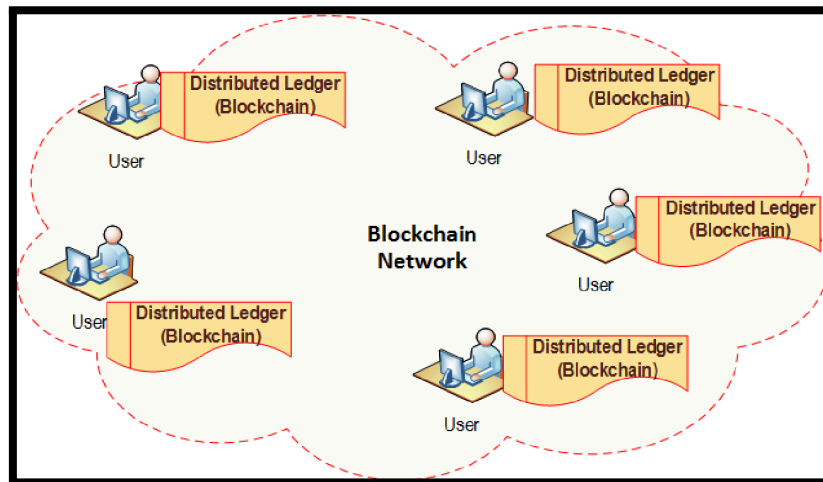 Distributed Ledger
(Blockchain)
User
Distributed Ledger
(Blockchain)
User
Distributed Ledger
(Blockchain)
User
Blockchain
Network
User
Distributed Ledger
(Blockchain)
Distributed Ledger
(Blockchain)
User